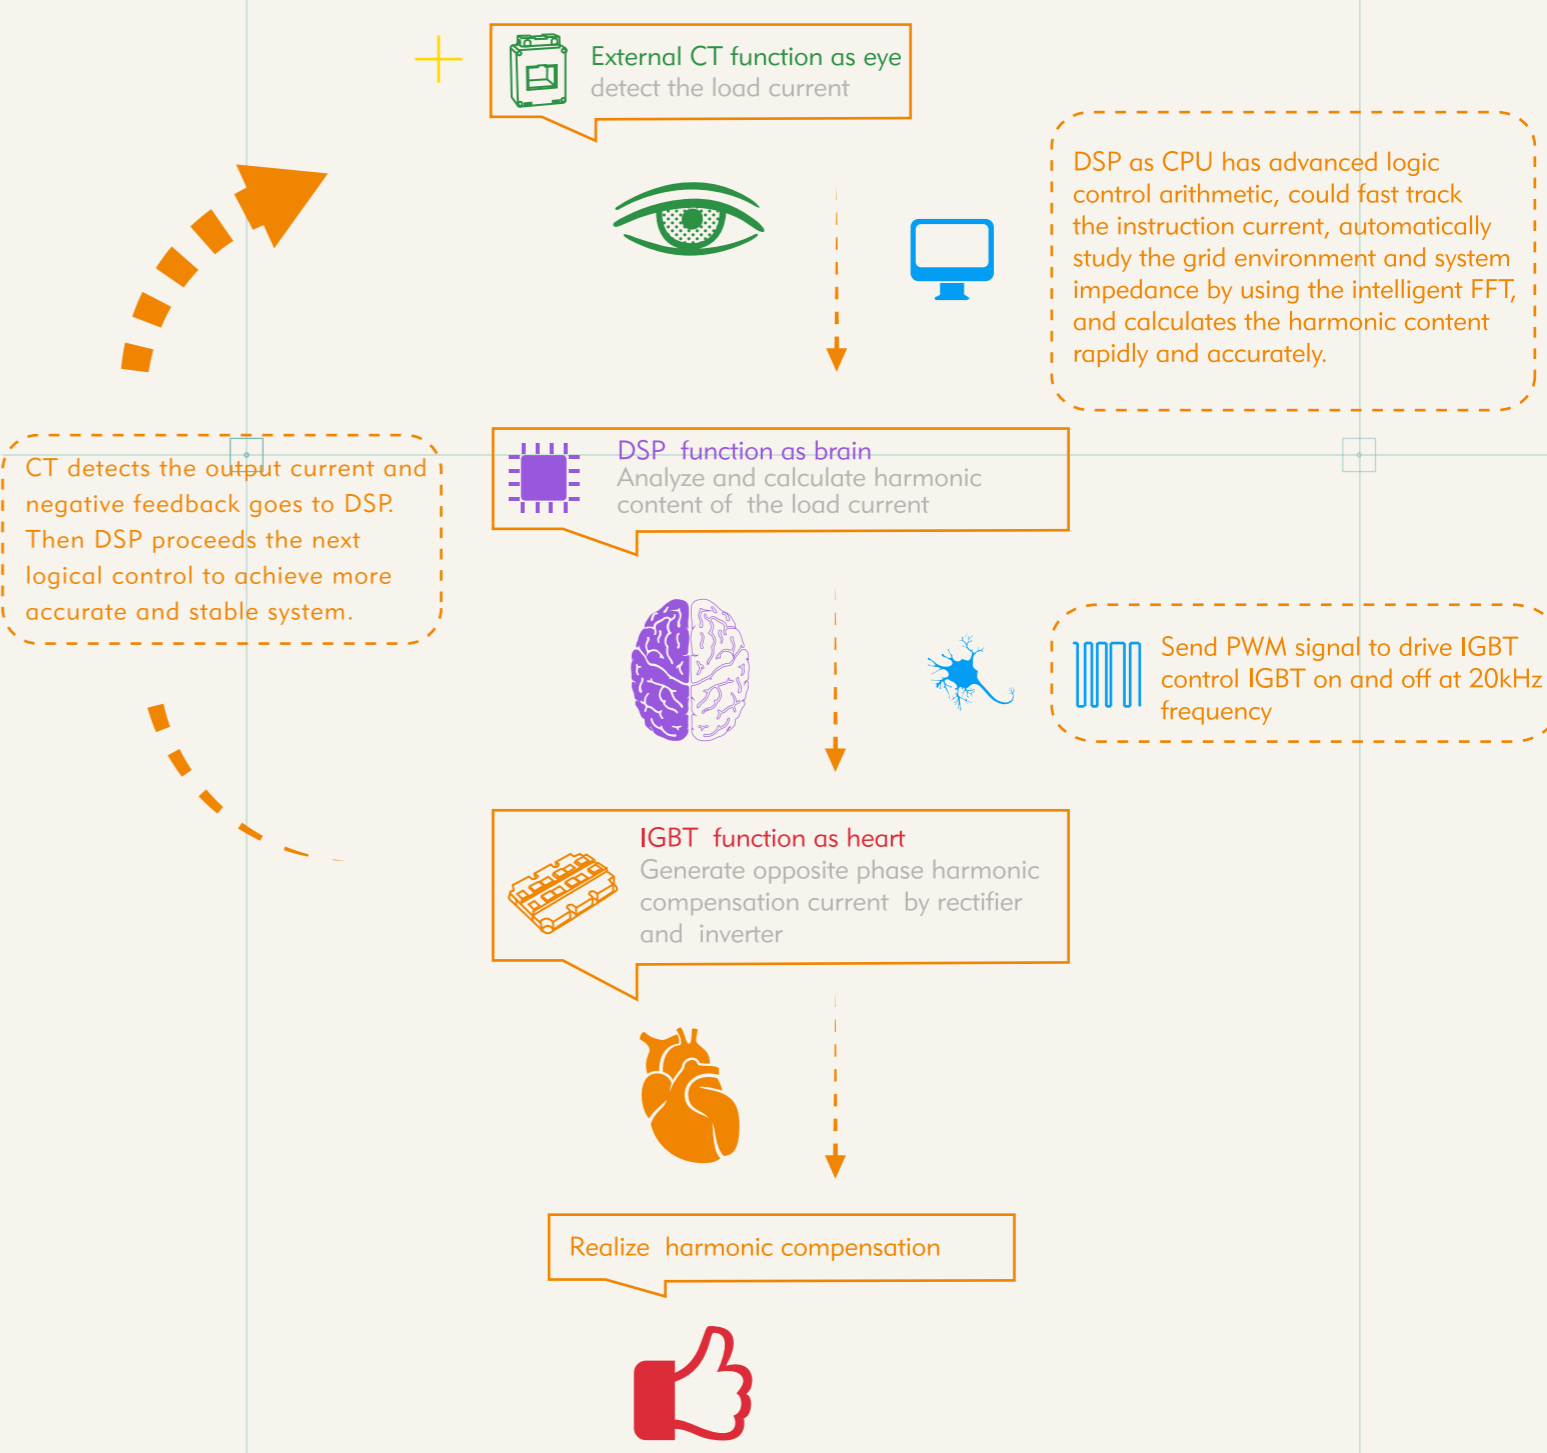 External CT function as eye
detect the load current
DSP as CPU has advanced logic
control arithmetic, could fast track
the instruction current, automatically
study the grid environment and system
impedance by using the intelligent FFT,
and calculates the harmonic content
rapidly and accurately.
CT detects the output current and
negative feedback goes to DSP.
Then DSP proceeds the next
logical control to achieve more
accurate and stable system.
DSP function as brain
Analyze and calculate harmonic
content of the load current
Send PWM signal to drive IGBT
control IGBT on and off at 20kHz
frequency
IGBT function as heart
Generate opposite phase harmonic
compensation current by rectifier
and inverter
Realize harmonic compensation